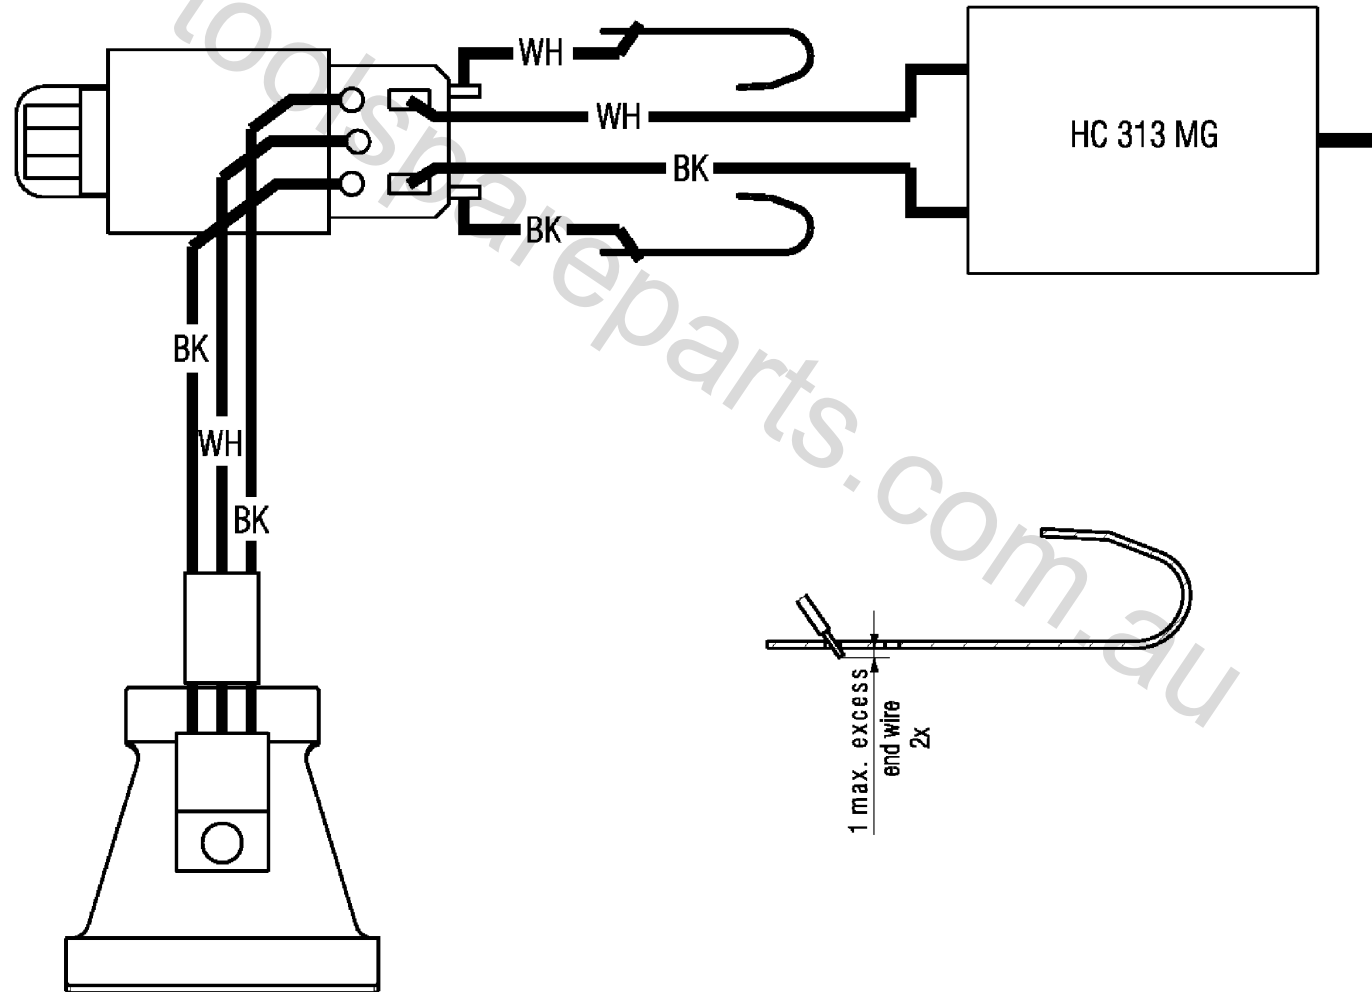 WH
WH
HC 313 MG
BK
BK
BK
WH
BK
1 max. excess
end wire
2x
toolspareparts.com.au